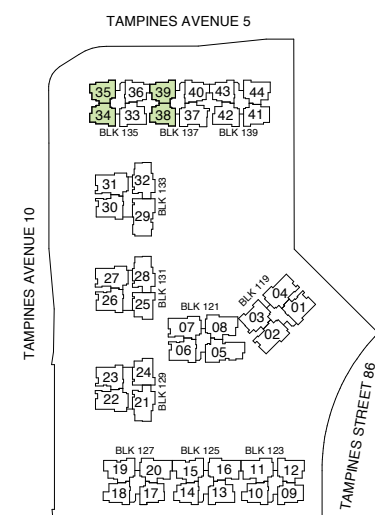 TAMPINES AVENUE 5
35 36 39 40 43 44
34 33 38 37 42 41
BLK 135 BLK 137 BLK 139
31 32
30 29
BLK 133
TAMPINES AVENUE 10
27 28
26 25
BLK 131
BLK 119
04
03 01
02
BLK 121
07 08
06 05
23 24
22 21
BLK 129
TAMPINES STREET 86
BLK 127 BLK 125 BLK 123
19 20 15 16 11 12
18 17 14 13 10 09